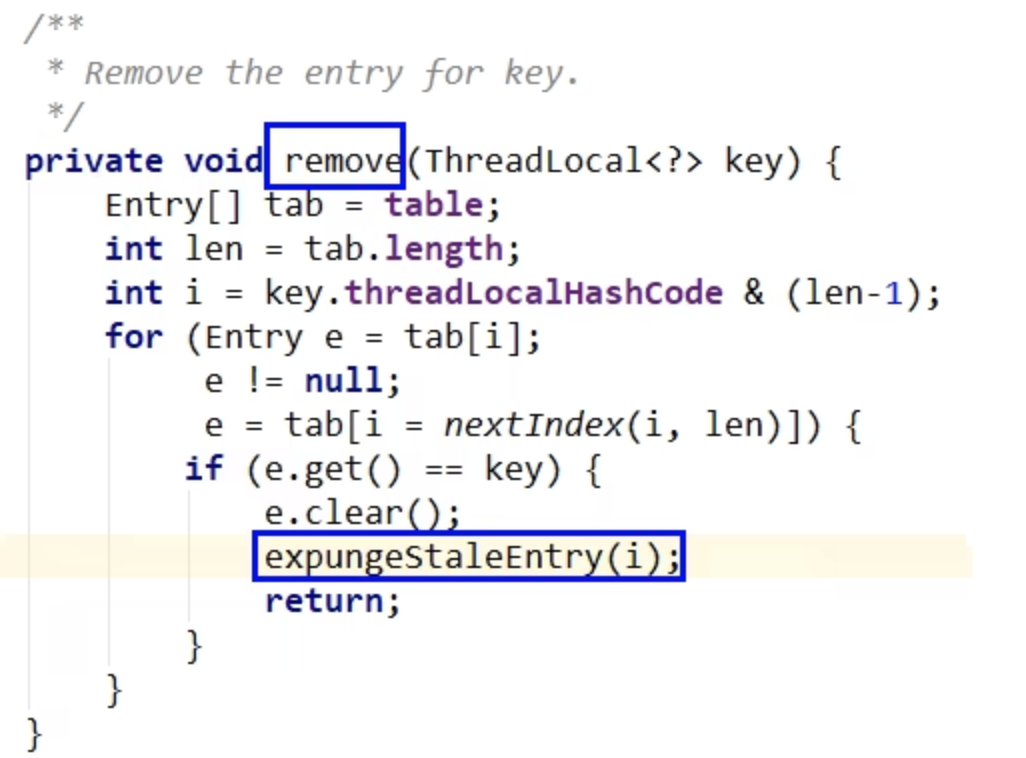 /**
 * Remove the entry for key.
 */
private void remove(ThreadLocal<?> key) {
    Entry[] tab = table;
    int len = tab.length;
    int i = key.threadLocalHashCode & (len-1);
    for (Entry e = tab[i];
         e != null;
         e = tab[i = nextIndex(i, len)]) {
        if (e.get() == key) {
            e.clear();
            expungeStaleEntry(i);
            return;
        }
    }
}